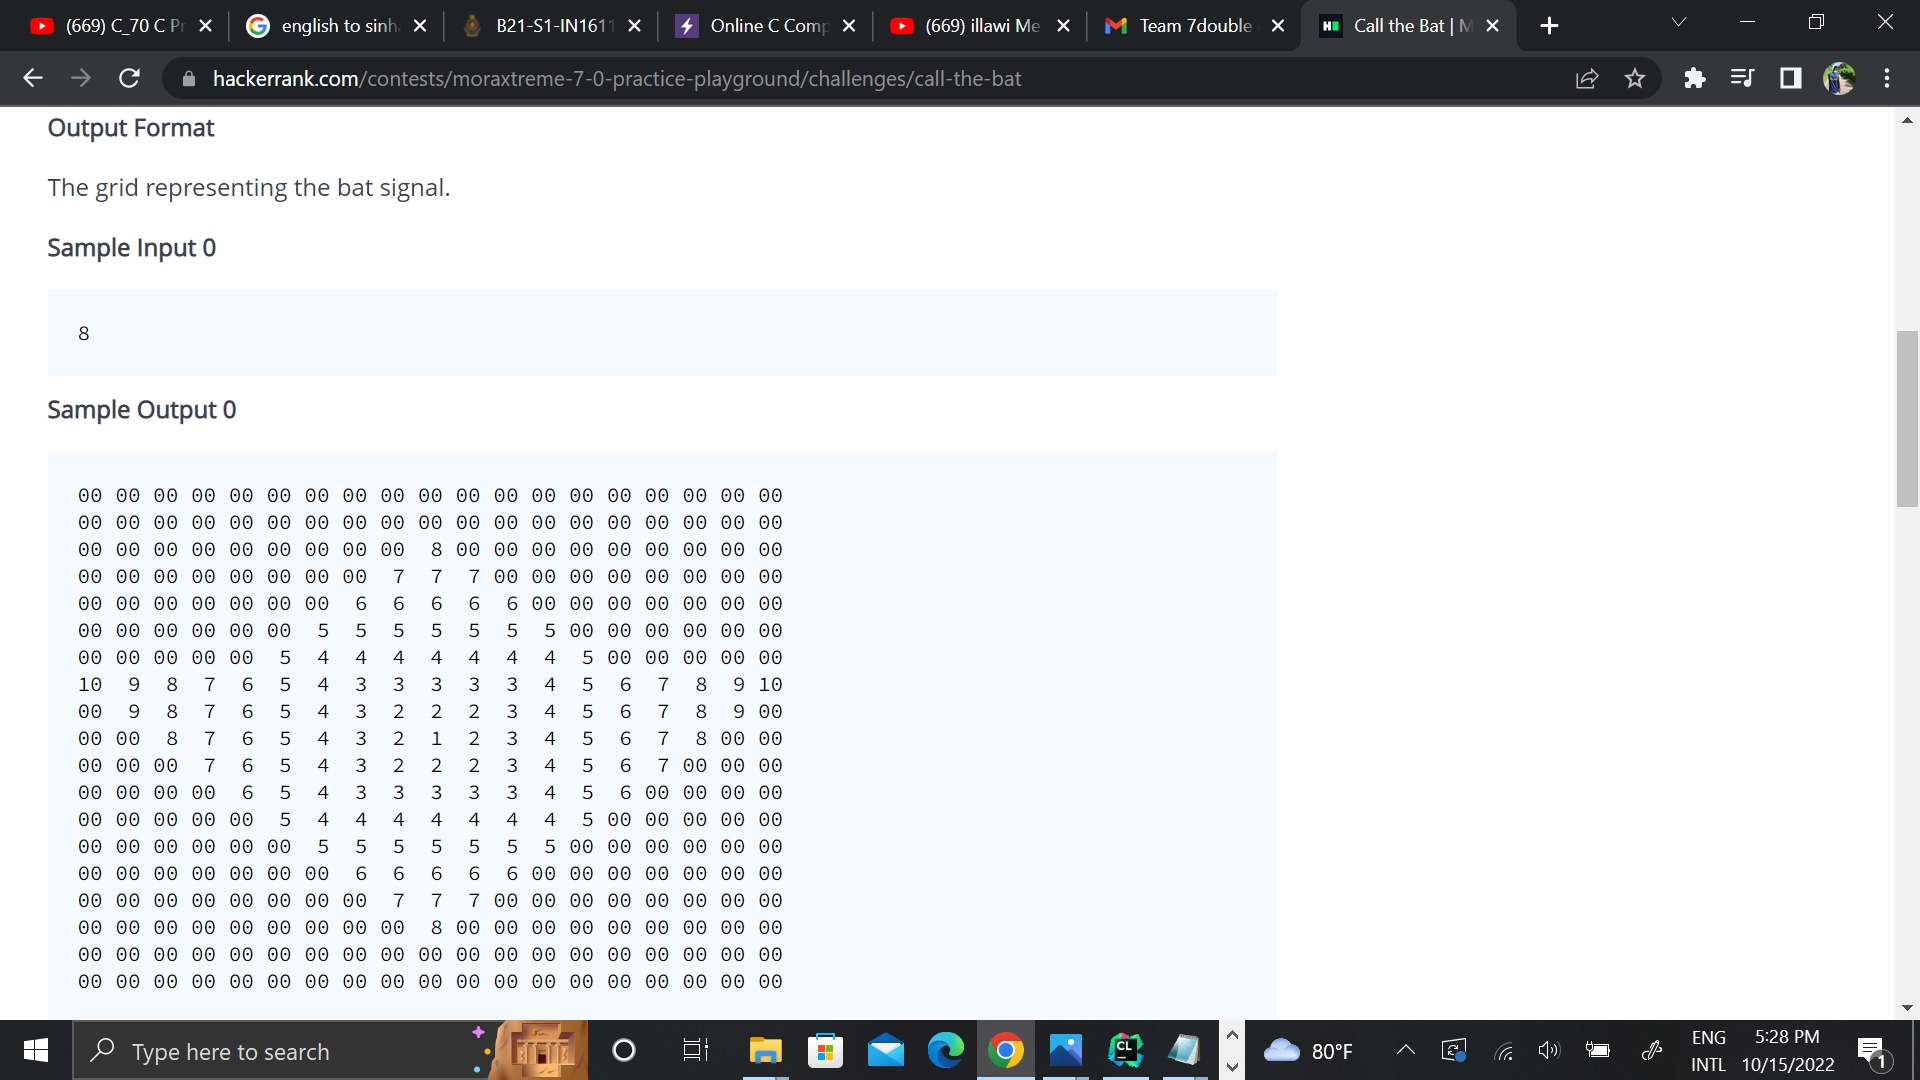 (669) C_70 C Pr
english to sinh
B21-S1-IN1611
Online C Comp
(669) illawi Me
Team 7double
Call the Bat | M
hackerrank.com/contests/moraxtreme-7-0-practice-playground/challenges/call-the-bat
Output Format
The grid representing the bat signal.
Sample Input 0
8
Sample Output 0
00 00 00 00 00 00 00 00 00 00 00 00 00 00 00 00 00 00 00
00 00 00 00 00 00 00 00 00 00 00 00 00 00 00 00 00 00 00
00 00 00 00 00 00 00 00 00  8 00 00 00 00 00 00 00 00 00
00 00 00 00 00 00 00 00  7  7  7 00 00 00 00 00 00 00 00
00 00 00 00 00 00 00  6  6  6  6  6 00 00 00 00 00 00 00
00 00 00 00 00 00  5  5  5  5  5  5  5 00 00 00 00 00 00
00 00 00 00 00  5  4  4  4  4  4  4  4  5 00 00 00 00 00
10  9  8  7  6  5  4  3  3  3  3  3  4  5  6  7  8  9 10
00  9  8  7  6  5  4  3  2  2  2  3  4  5  6  7  8  9 00
00 00  8  7  6  5  4  3  2  1  2  3  4  5  6  7  8 00 00
00 00 00  7  6  5  4  3  2  2  2  3  4  5  6  7 00 00 00
00 00 00 00  6  5  4  3  3  3  3  3  4  5  6 00 00 00 00
00 00 00 00 00  5  4  4  4  4  4  4  4  5 00 00 00 00 00
00 00 00 00 00 00  5  5  5  5  5  5  5 00 00 00 00 00 00
00 00 00 00 00 00 00  6  6  6  6  6 00 00 00 00 00 00 00
00 00 00 00 00 00 00 00  7  7  7 00 00 00 00 00 00 00 00
00 00 00 00 00 00 00 00 00  8 00 00 00 00 00 00 00 00 00
00 00 00 00 00 00 00 00 00 00 00 00 00 00 00 00 00 00 00
00 00 00 00 00 00 00 00 00 00 00 00 00 00 00 00 00 00 00
Type here to search
CL
80°F
ENG
INTL
5:28 PM
10/15/2022
1